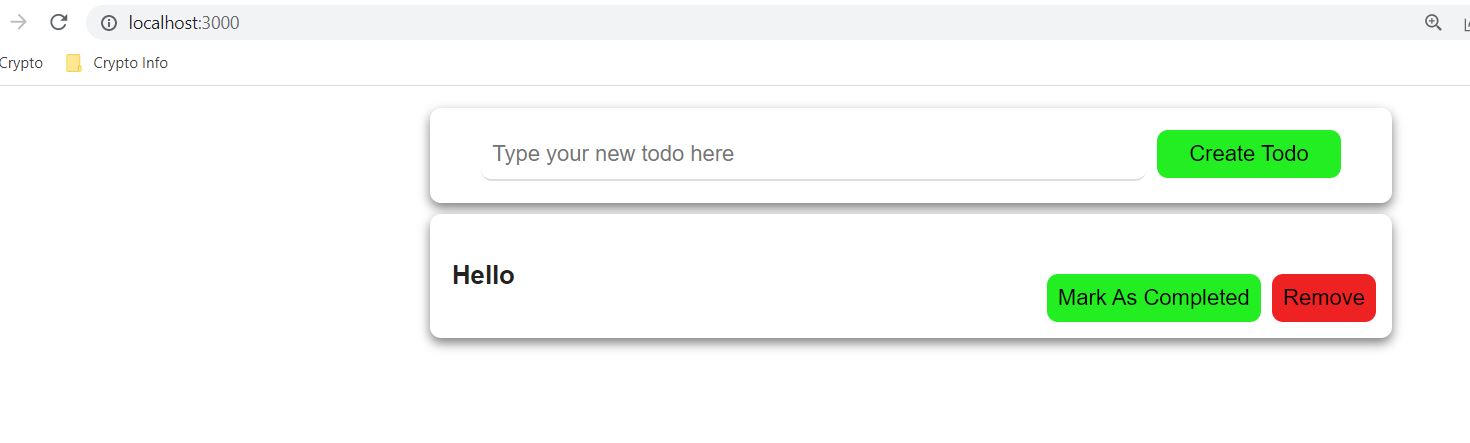 localhost:3000
Crypto
Crypto Info
Type your new todo here
Create Todo
Hello
Mark As Completed
Remove